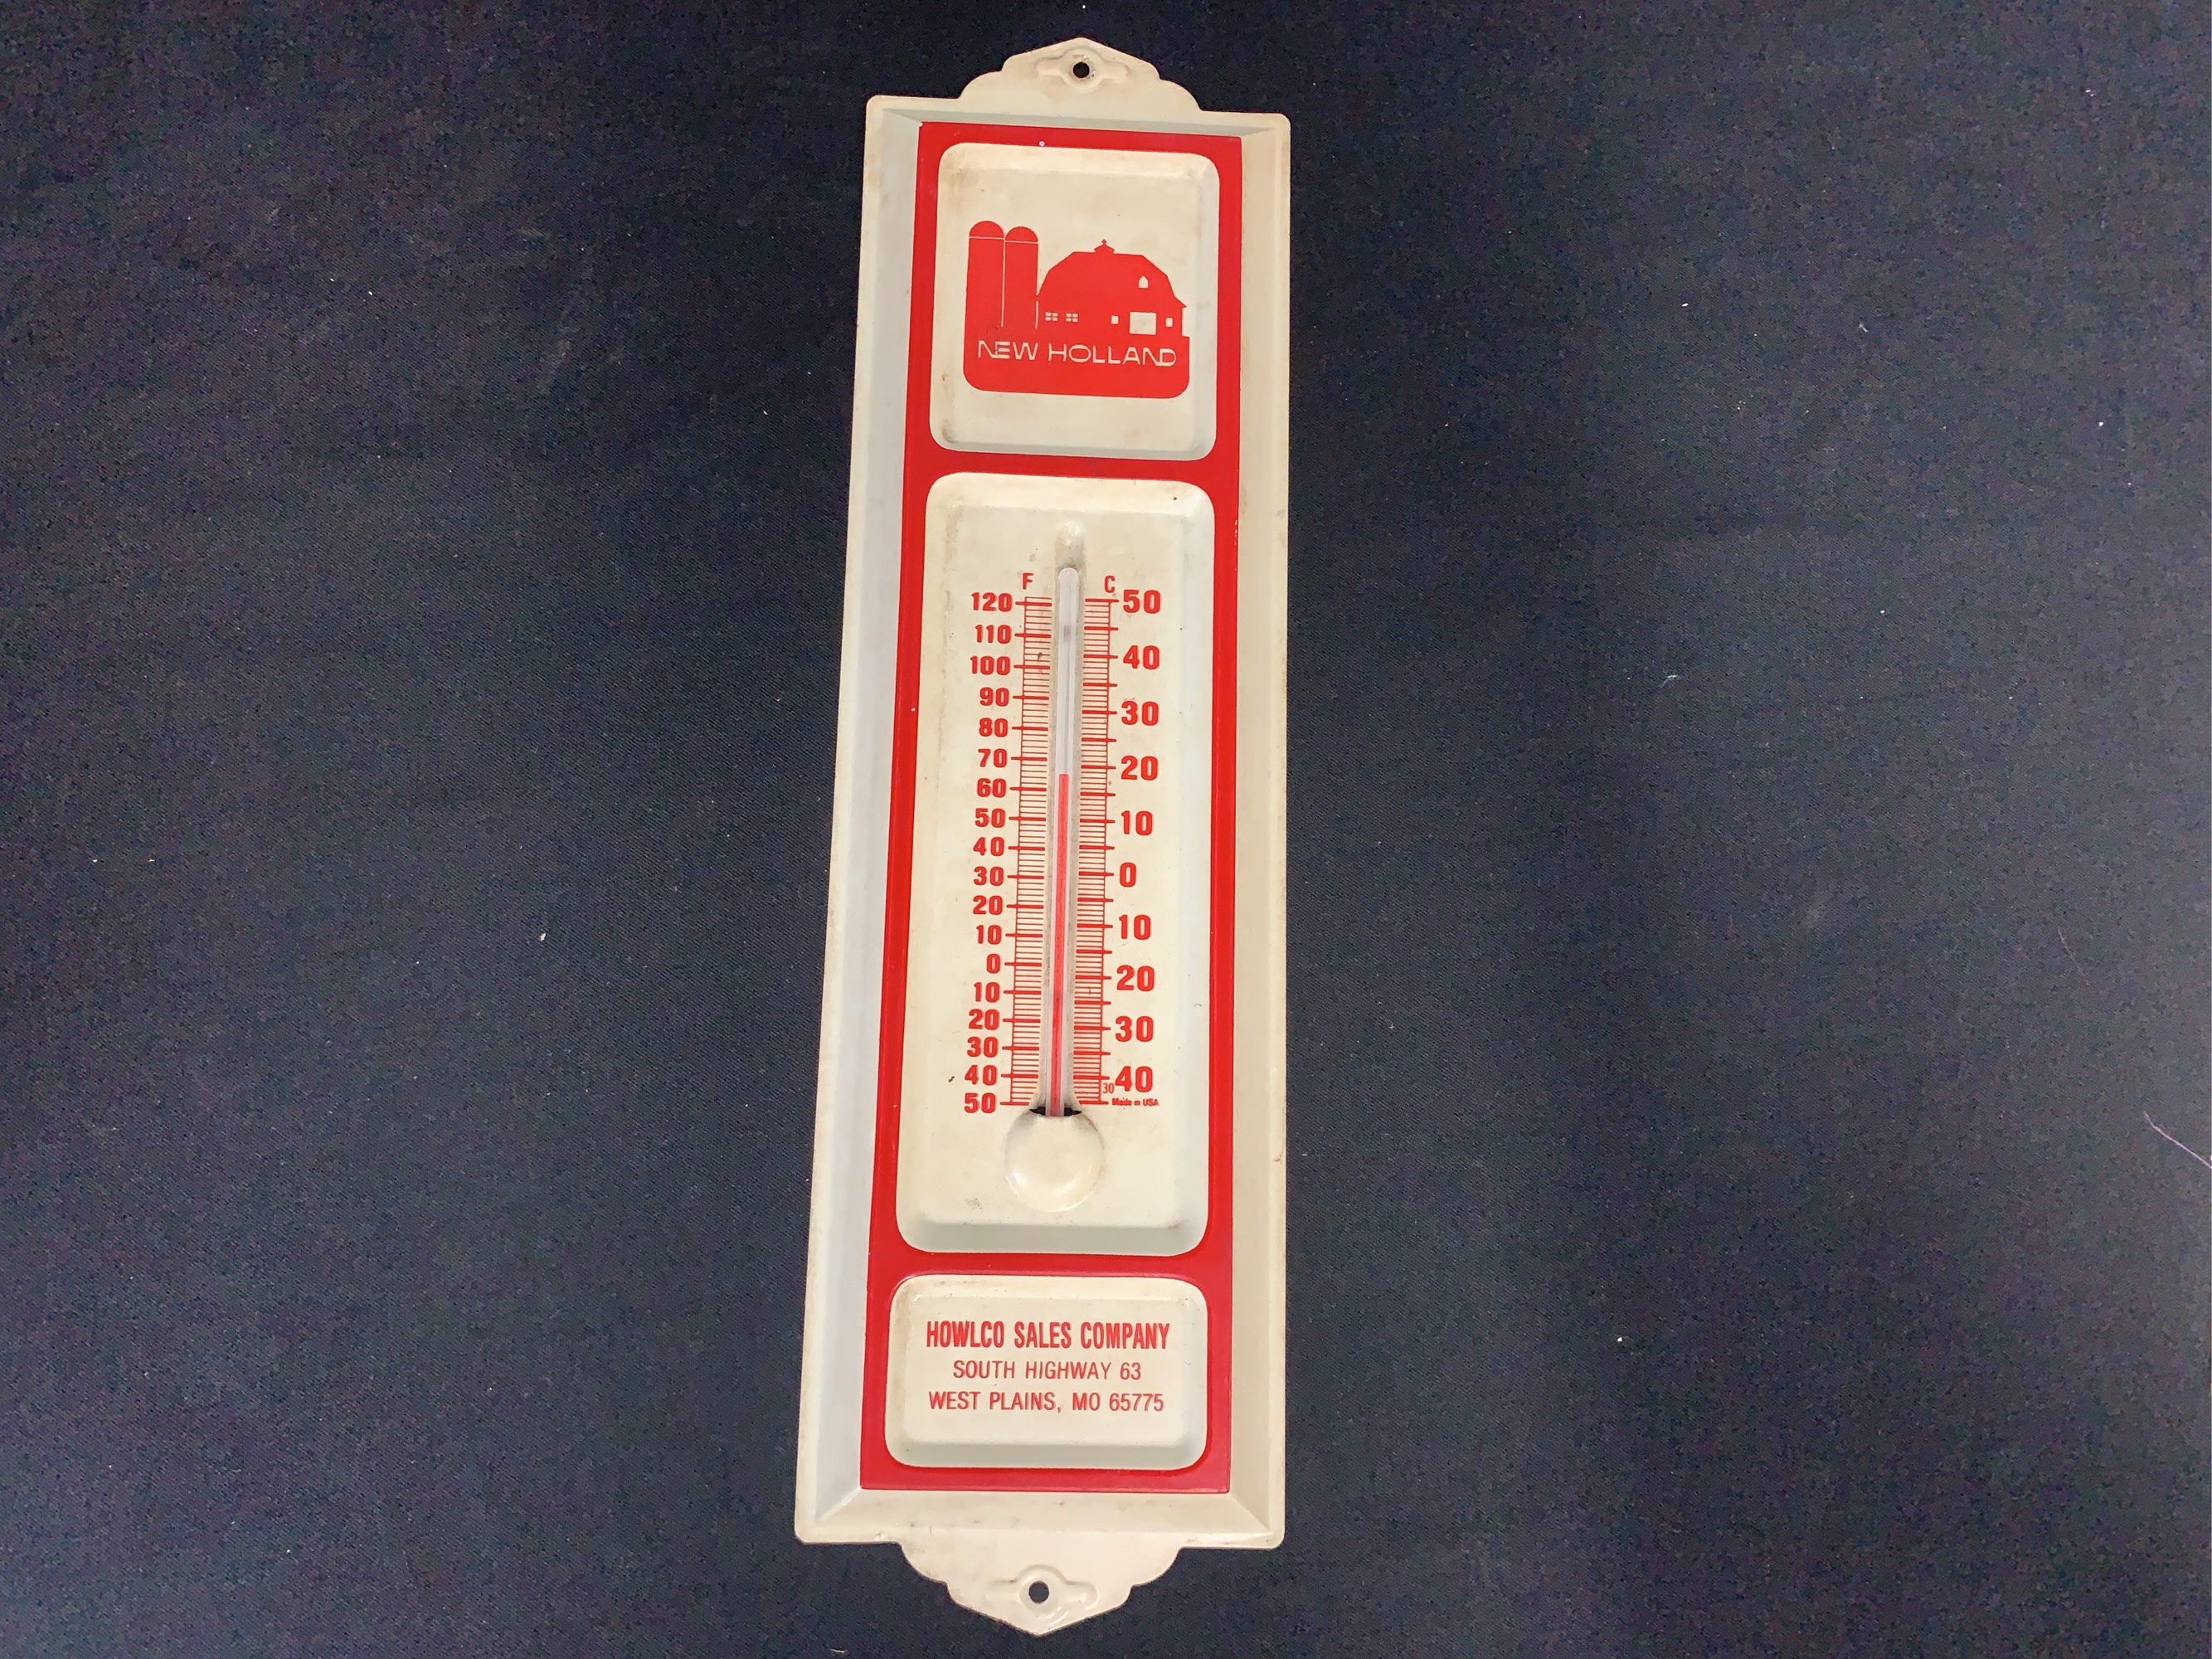 NEW HOLLAND
F C
120 50
110
100 40
90
80 30
70
60 20
50 10
40
30 0
20
10 10
0
10 20
20
30 30
40 30 40
50 Made in USA
HOWLCO SALES COMPANY
SOUTH HIGHWAY 63
WEST PLAINS, MO 65775